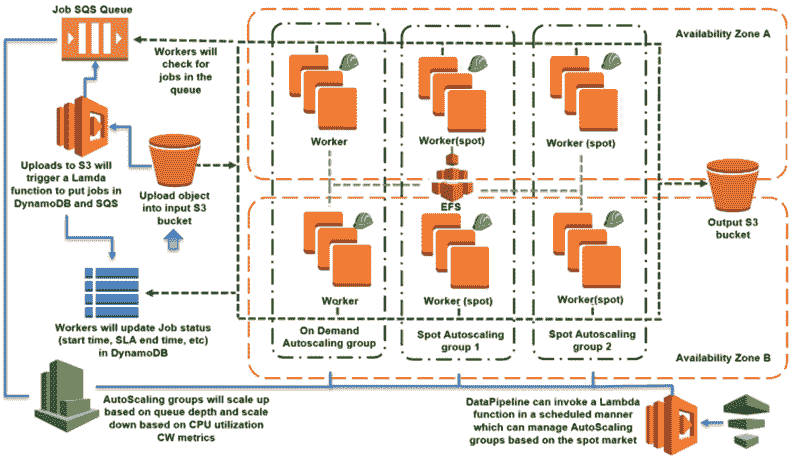 Job SQS Queue
Workers will
check for
jobs in the
queue
Uploads to S3 will
trigger a Lamda
function to put jobs in
DynamoDB and SQS
Upload object
into input S3
bucket
Workers will update Job status
(start time, SLA end time, etc)
in DynamoDB
AutoScaling groups will scale up
based on queue depth and scale
down based on CPU utilization
CW metrics
Availability Zone A
Worker
Worker(spot)
Worker (spot)
EFS
Output S3
bucket
Worker
Worker (spot)
Worker(spot)
On Demand
Autoscaling group
Spot Autoscaling
group 1
Spot Autoscaling
group 2
Availability Zone B
DataPipeline can invoke a Lambda
function in a scheduled manner
which can manage AutoScaling
groups based on the spot market